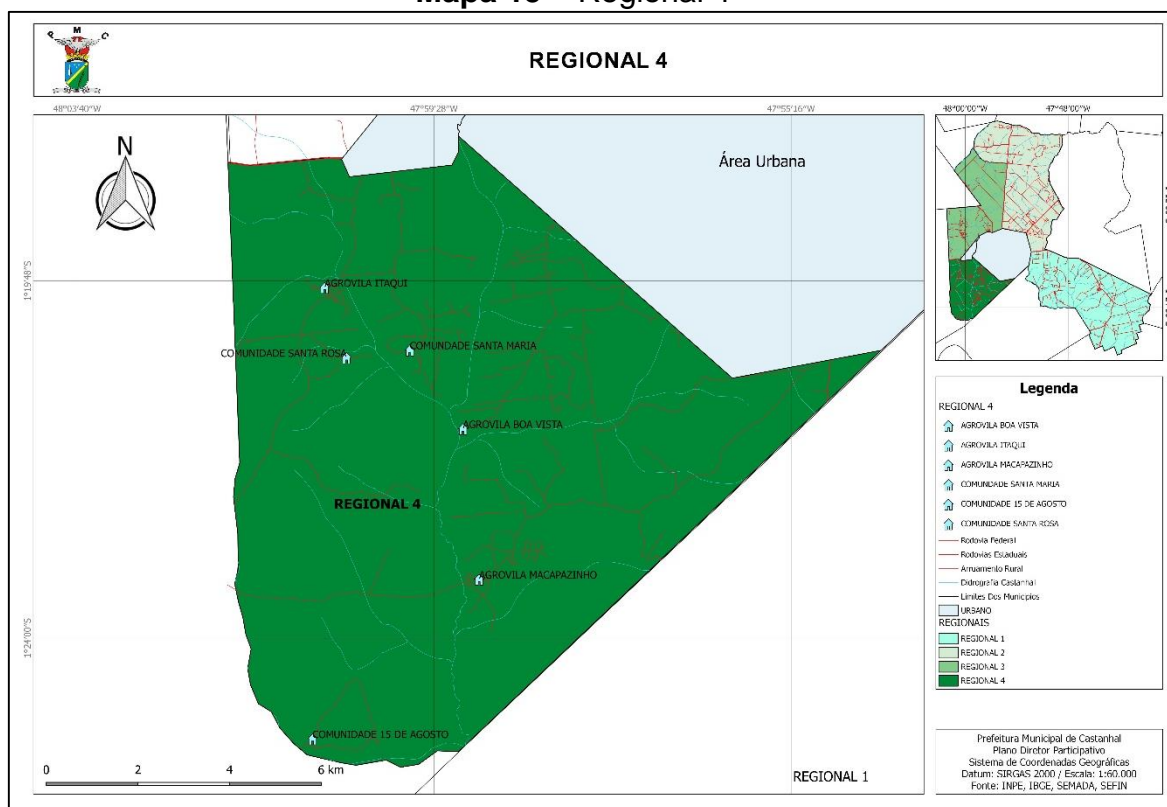 P M C
REGIONAL 4
48°03'40"W
47°59'28"W
47°55'16"W
48°00'00"W
47°48'00"W
N
Área Urbana
1°19'48"S
AGROVILA ITAQUI
COMUNDADE SANTA MARIA
COMUNIDADE SANTA ROSA
AGROVILA BOA VISTA
REGIONAL 4
AGROVILA MACAPAZINHO
1°24'00"S
COMUNIDADE 15 DE AGOSTO
0 2 4 6 km
REGIONAL 1
Legenda
REGIONAL 4
AGROVILA BOA VISTA
AGROVILA ITAQUI
AGROVILA MACAPAZINHO
COMUNDADE SANTA MARIA
COMUNIDADE 15 DE AGOSTO
COMUNIDADE SANTA ROSA
Rodovia Federal
Rodovias Estaduais
Arruamento Rural
Didrografia Castanhal
Limites Dos Municipios
URBANO
REGIONAIS
REGIONAL 1
REGIONAL 2
REGIONAL 3
REGIONAL 4
Prefeitura Municipal de Castanhal
Plano Diretor Participativo
Sistema de Coordenadas Geográficas
Datum: SIRGAS 2000 / Escala: 1:60.000
Fonte: INPE, IBGE, SEMADA, SEFIN